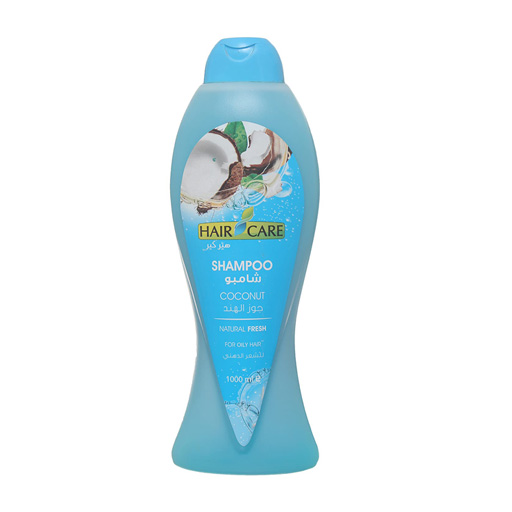 HAIR CARE
هير كير
SHAMPOO
شامبو
COCONUT
جوز الهند
NATURAL FRESH
FOR OILY HAIR
للشعر الدهني
1000 ml e